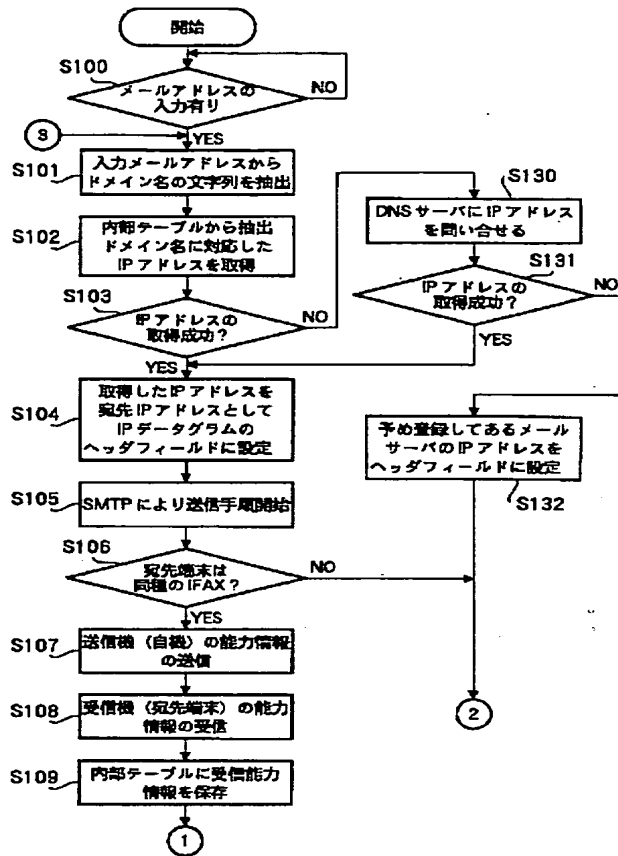 開始
S100
メールアドレスの
入力有り
NO
YES
S101
入力メールアドレスから
ドメイン名の文字列を抽出
S102
内部テーブルから抽出
ドメイン名に対応した
IPアドレスを取得
S103
IPアドレスの
取得成功?
NO
YES
S130
DNSサーバにIPアドレス
を問い合せる
S131
IPアドレスの
取得成功?
NO
YES
S104
取得したIPアドレスを
宛先IPアドレスとして
IPデータグラムの
ヘッダフィールドに設定
予め登録してあるメール
サーバのIPアドレスを
ヘッダフィールドに設定
S132
S105
SMTPにより送信手順開始
S106
宛先端末は
同種のIFAX?
NO
YES
S107
送信機(自機)の能力情報
の送信
S108
受信機(宛先端末)の能力
情報の受信
2
S109
内部テーブルに受信能力
情報を保存
1